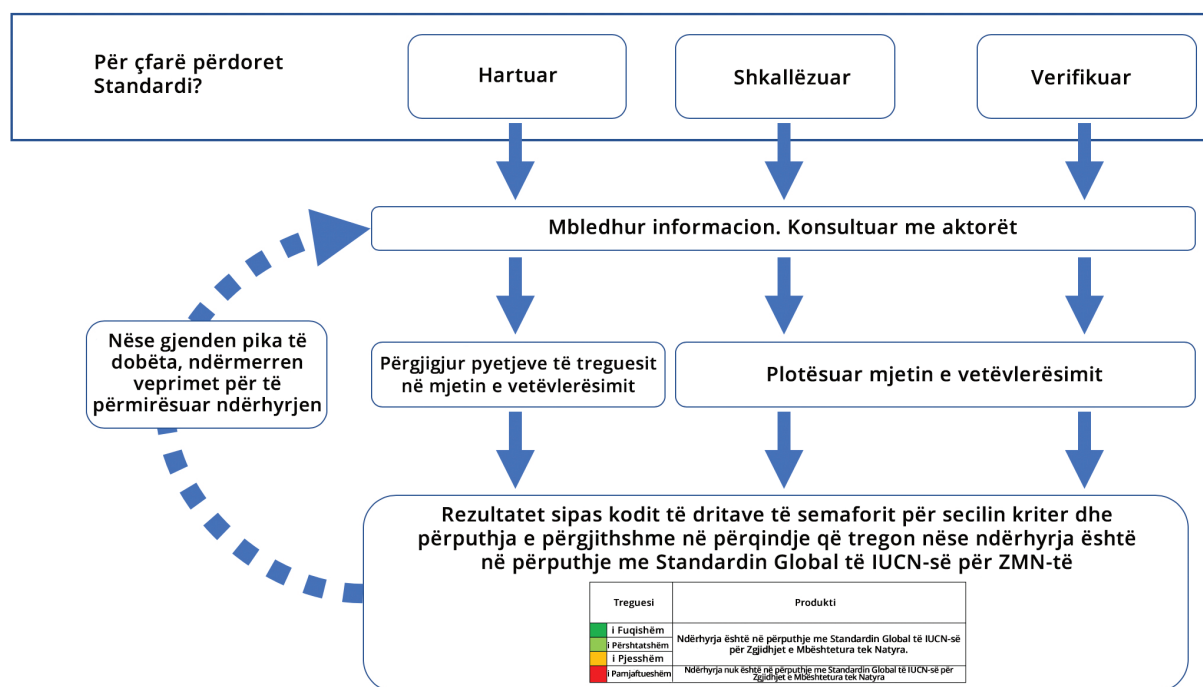 Për çfarë përdoret
Standardi?
Hartuar
Shkallëzuar
Verifikuar
Mbledhur informacion. Konsultuar me aktorët
Nëse gjenden pika të
dobëta, ndërmerren
veprimet për të
përmirësuar ndërhyrjen
Përgjigjur pyetjeve të treguesit
në mjetin e vetëvlerësimit
Plotësuar mjetin e vetëvlerësimit
Rezultatet sipas kodit të dritave të semaforit për secilin kriter dhe
përputhja e përgjithshme në përqindje që tregon nëse ndërhyrja është
në përputhje me Standardin Global të IUCN-së për ZMN-të
Treguesi
Produkti
i Fuqishëm
i Përshtatshëm
i Pjesshëm
Ndërhyrja është në përputhje me Standardin Global të IUCN-së
për Zgjidhjet e Mbështetura tek Natyra.
i Pamjaftueshëm
Ndërhyrja nuk është në përputhje me Standardin Global të IUCN-së për
Zgjidhjet e Mbështetura tek Natyra